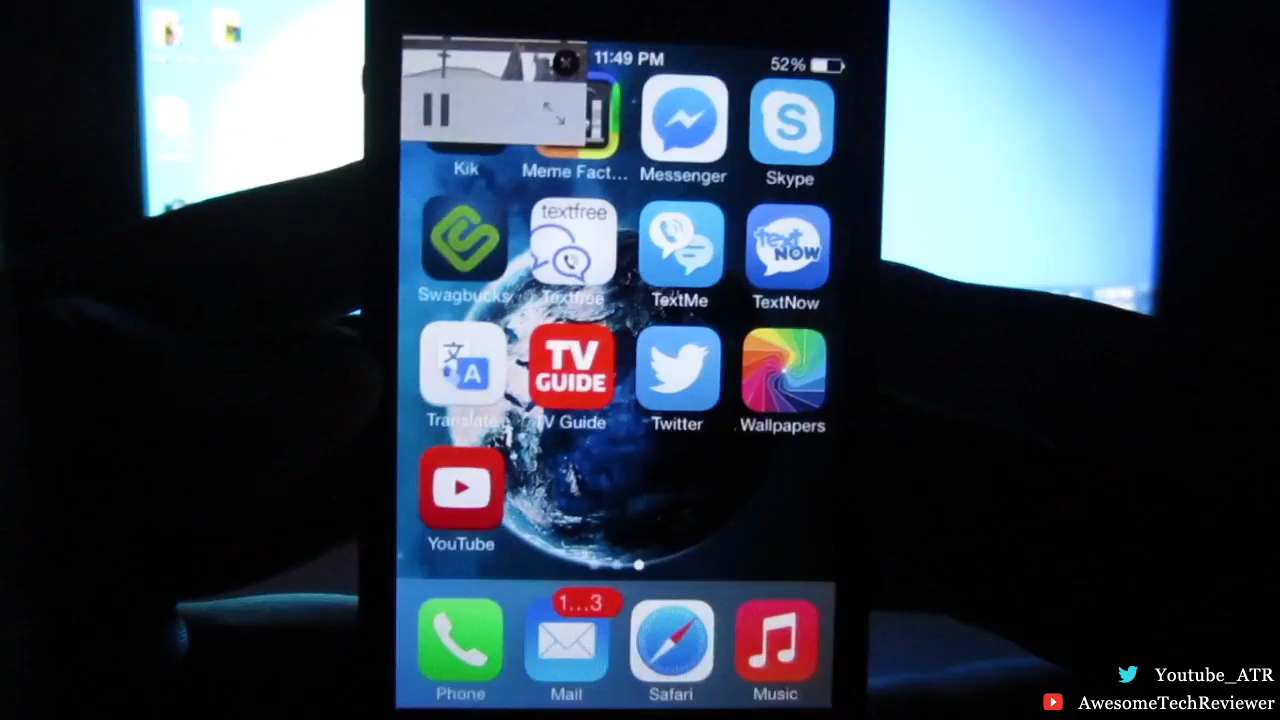 11:49 PM 52%
Kik Meme Fact... Messenger Skype
S
textfree
text NOW
Swagbucks Textfree TextMe TextNow
文 A
TV GUIDE
Translate TV Guide Twitter Wallpapers
YouTube
1...3
Phone Mail Safari Music
Youtube_ATR
AwesomeTechReviewer